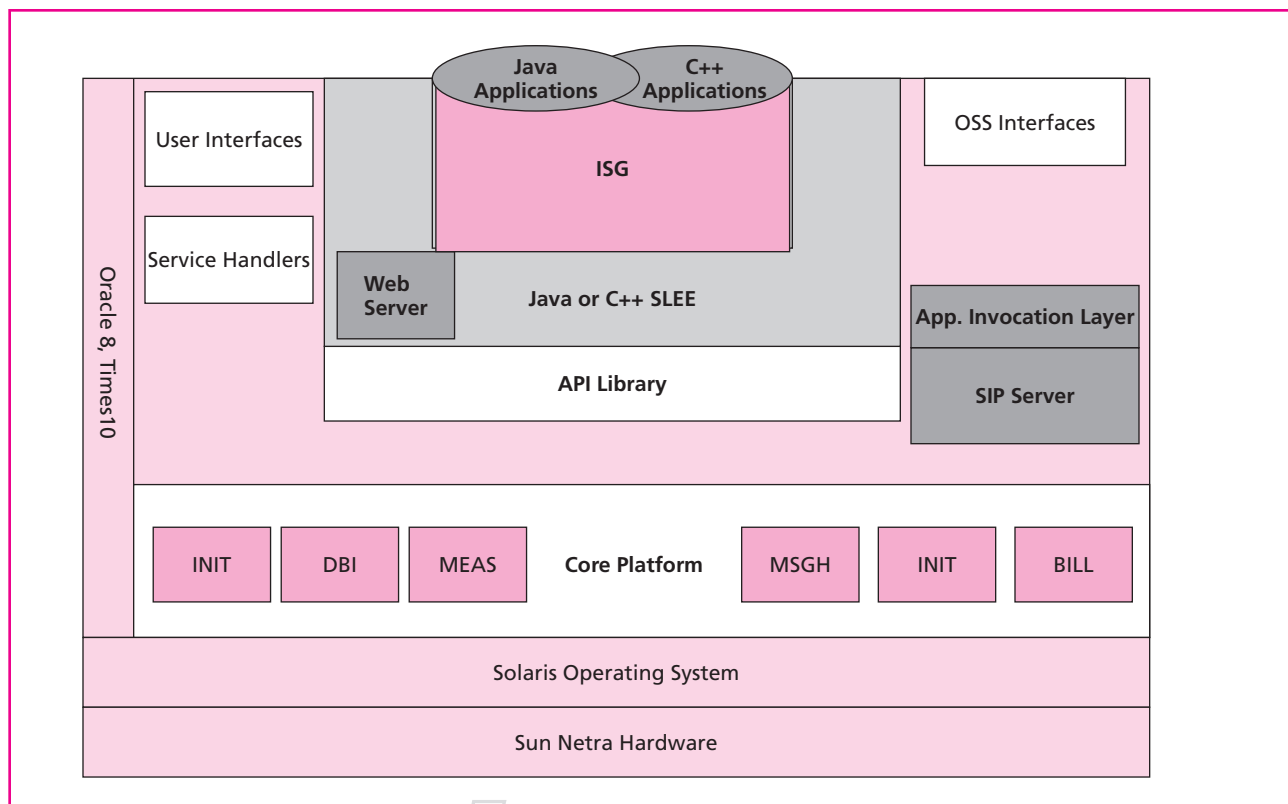 Java
Applications
C++
Applications
User Interfaces
OSS Interfaces
ISG
Service Handlers
Oracle 8, Times10
Web
Server
Java or C++ SLEE
App. Invocation Layer
API Library
SIP Server
INIT
DBI
MEAS
Core Platform
MSGH
INIT
BILL
Solaris Operating System
Sun Netra Hardware